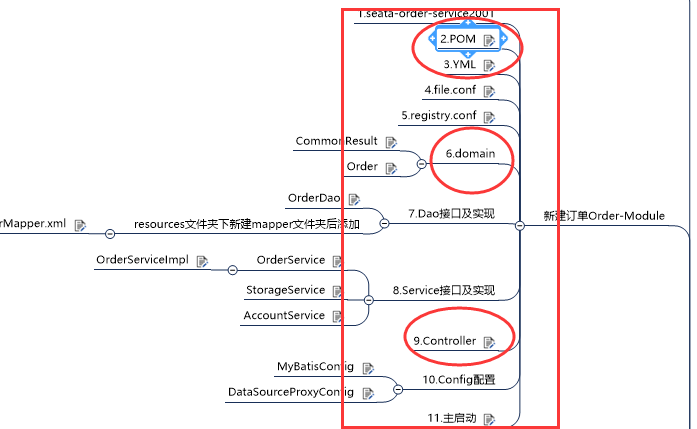 1.seata-order-service2001
2.POM
3.YML
4.file.conf
5.registry.conf
CommonResult
6.domain
Order
OrderDao
7.Dao接口及实现
新建订单Order-Module
rMapper.xml
resources文件夹下新建mapper文件夹后添加
OrderServiceImpl
OrderService
StorageService
8.Service接口及实现
AccountService
9.Controller
MyBatisConfig
10.Config配置
DataSourceProxyConfig
11.主启动